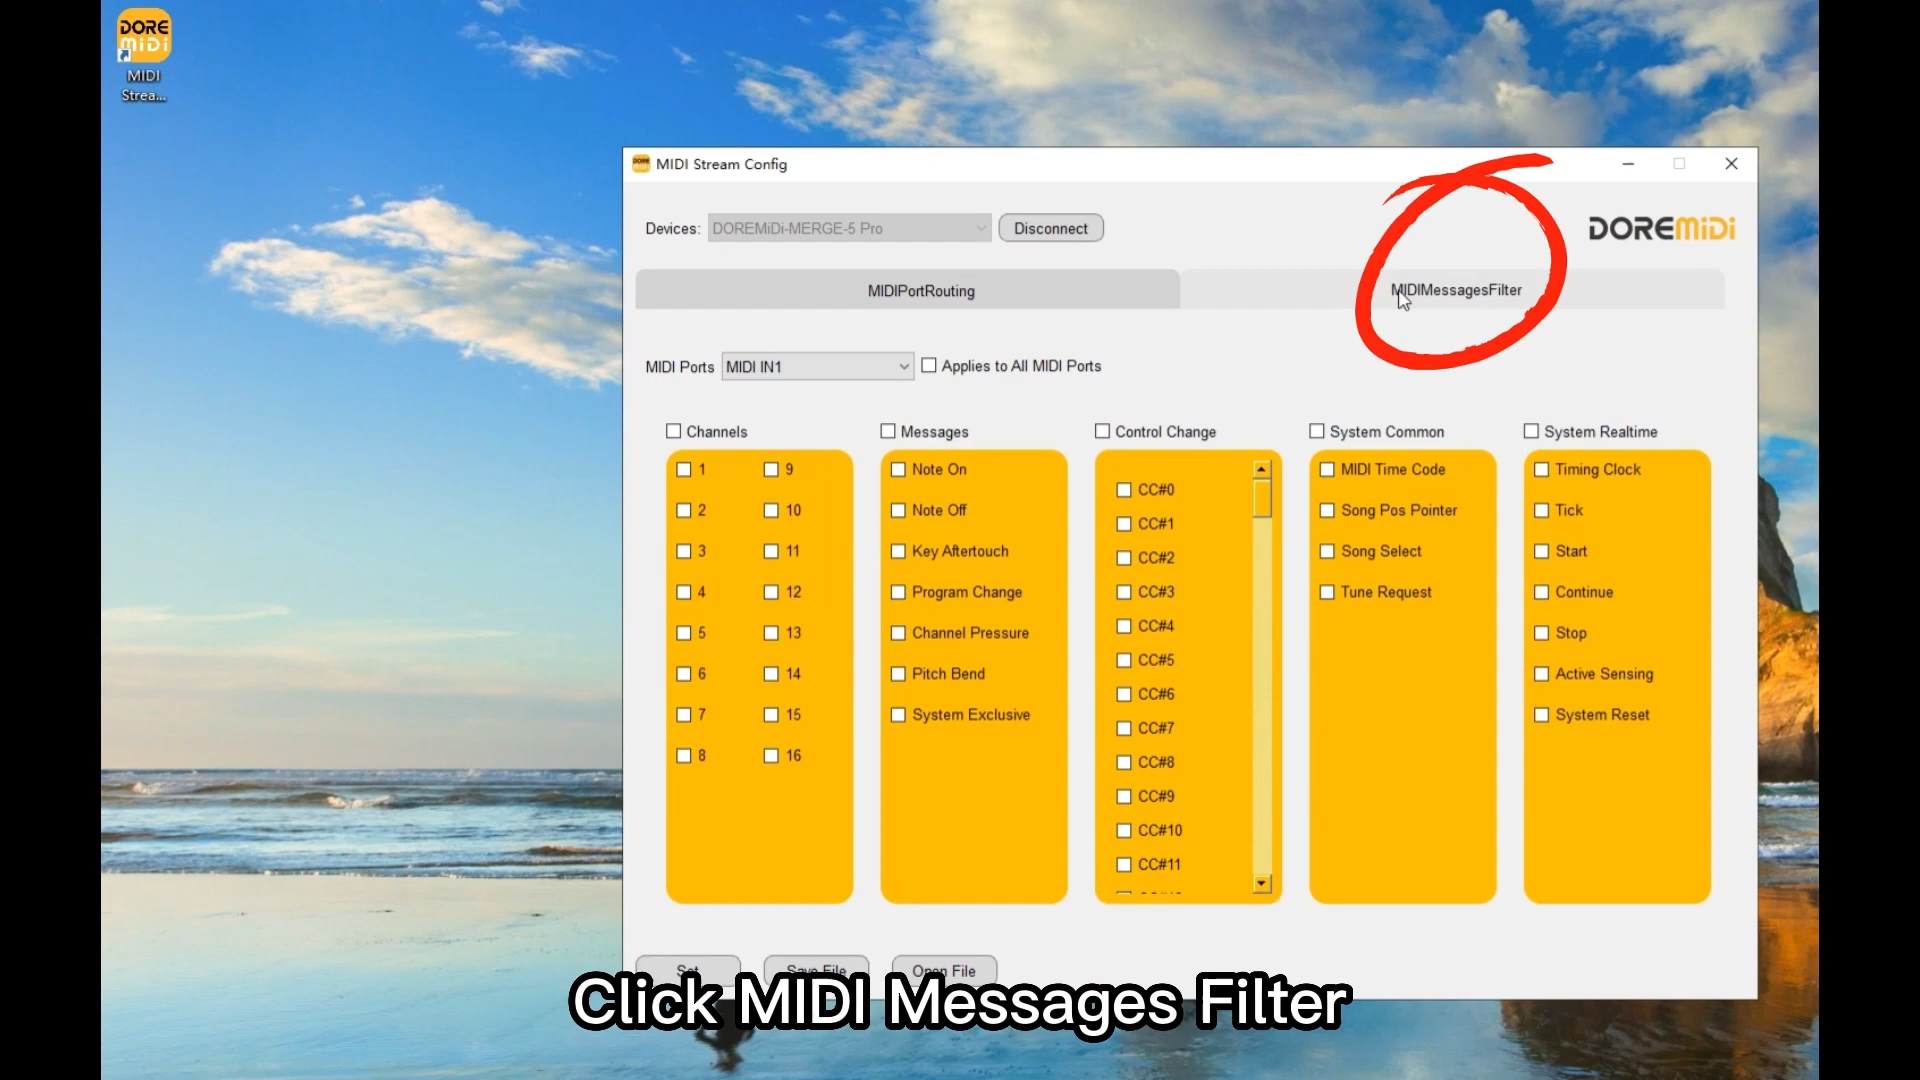 DORE
MiDi
MIDI
Strea...
MIDI Stream Config
Devices: DOREMiDi-MERGE-5 Pro Disconnect
DOREMiDi
MIDIPortRouting MIDIMessagesFilter
MIDI Ports MIDI IN1 Applies to All MIDI Ports
Channels
1 9
2 10
3 11
4 12
5 13
6 14
7 15
8 16
Messages
Note On
Note Off
Key Aftertouch
Program Change
Channel Pressure
Pitch Bend
System Exclusive
Control Change
CC#0
CC#1
CC#2
CC#3
CC#4
CC#5
CC#6
CC#7
CC#8
CC#9
CC#10
CC#11
System Common
MIDI Time Code
Song Pos Pointer
Song Select
Tune Request
System Realtime
Timing Clock
Tick
Start
Continue
Stop
Active Sensing
System Reset
Set Save File Open File
Click MIDI Messages Filter